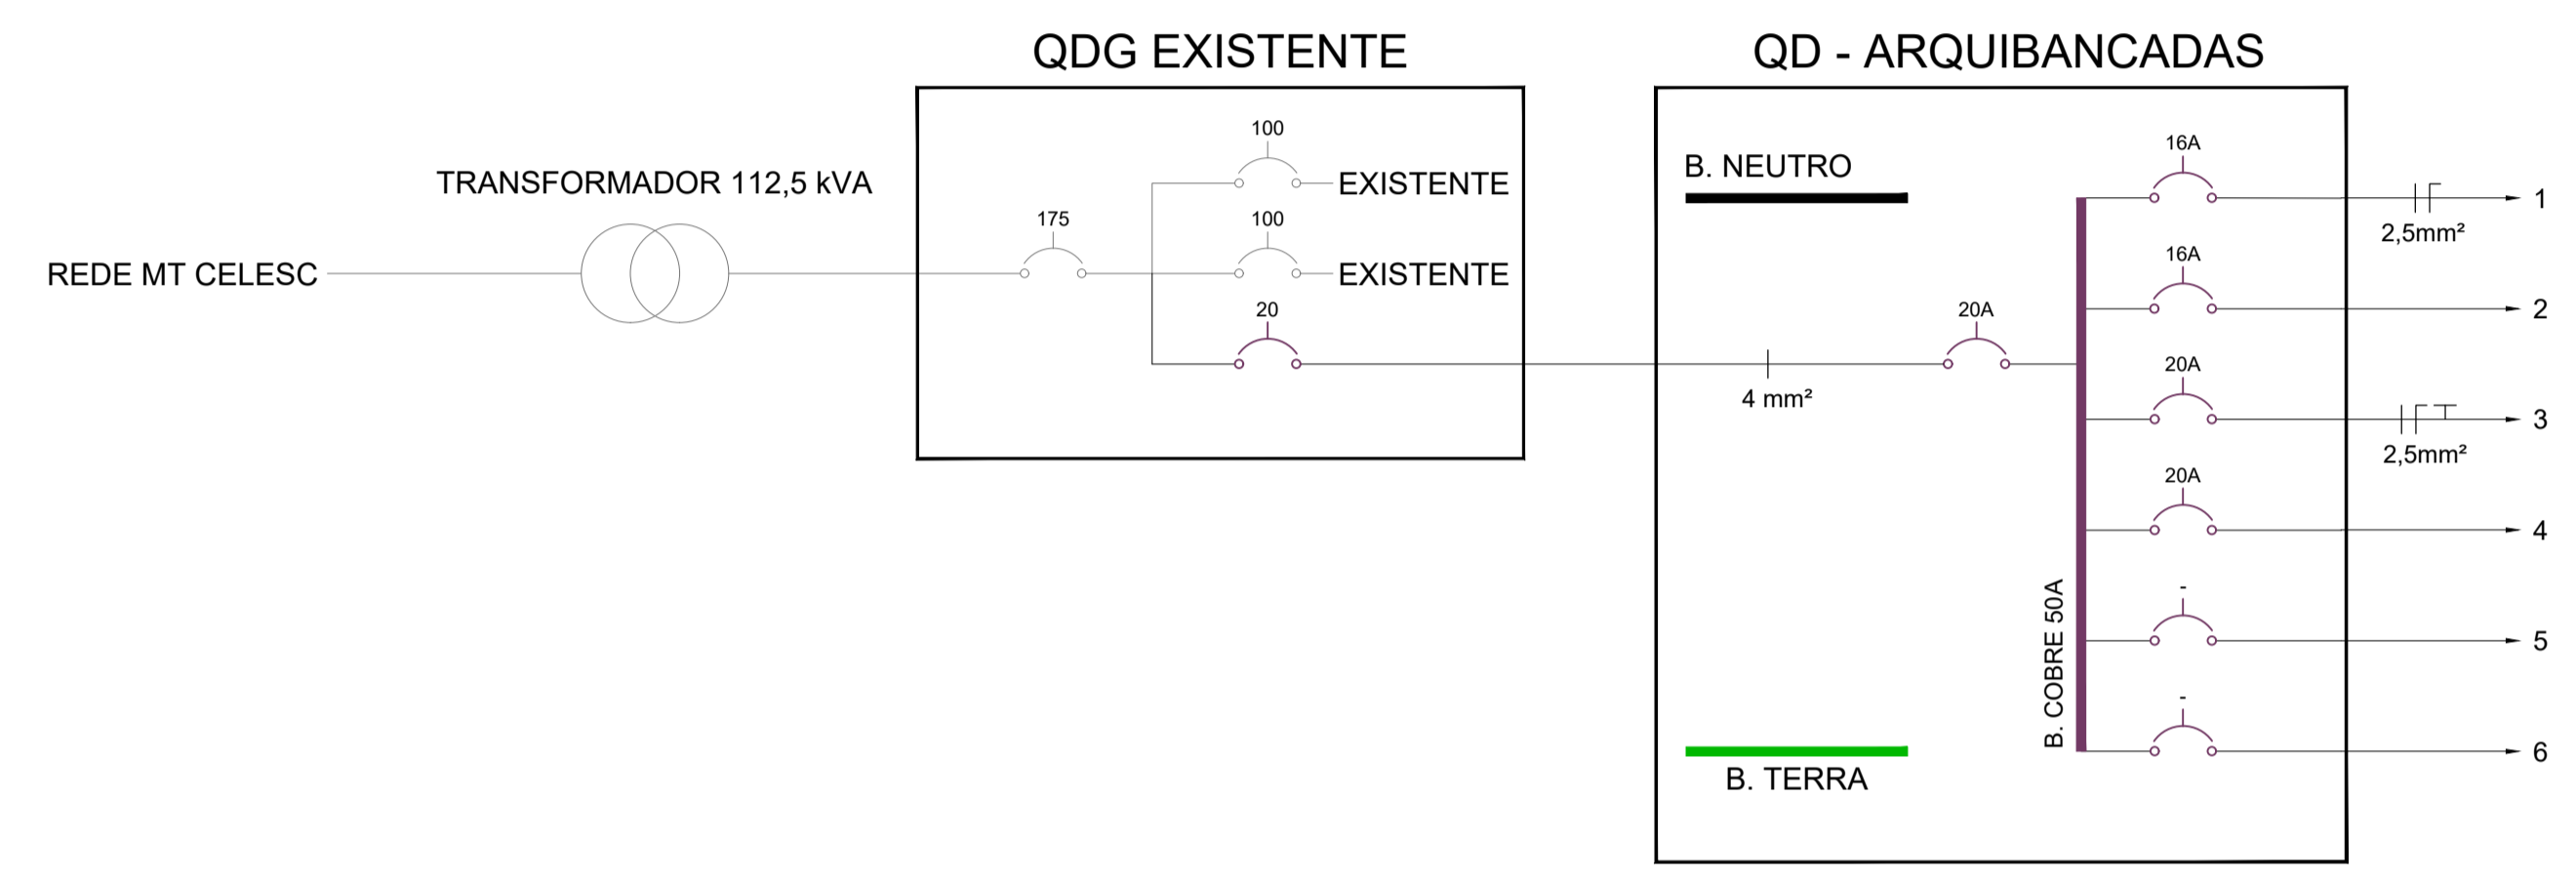 QDG EXISTENTE
QD - ARQUIBANCADAS
REDE MT CELESC
TRANSFORMADOR 112,5 kVA
175
100
EXISTENTE
100
EXISTENTE
20
B. NEUTRO
4 mm²
20A
B. COBRE 50A
B. TERRA
16A
2,5mm²
1
16A
2
20A
2,5mm²
3
20A
4
-
5
-
6